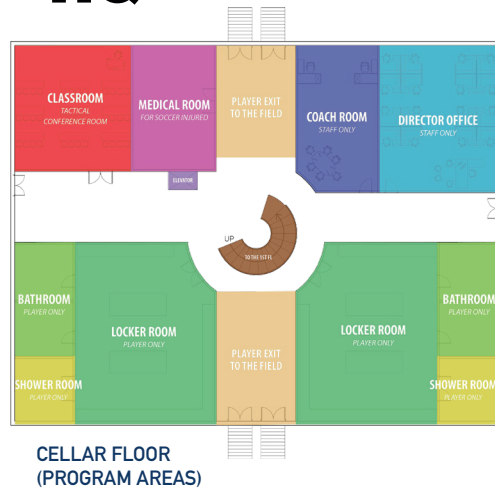 CLASSROOM
TACTICAL
CONFERENCE ROOM
MEDICAL ROOM
FOR SOCCER INJURED
PLAYER EXIT
TO THE FIELD
COACH ROOM
STAFF ONLY
DIRECTOR OFFICE
STAFF ONLY
ELEVATOR
UP
TO THE 1ST FL
BATHROOM
PLAYER ONLY
LOCKER ROOM
PLAYER ONLY
PLAYER EXIT
TO THE FIELD
LOCKER ROOM
PLAYER ONLY
BATHROOM
PLAYER ONLY
SHOWER ROOM
PLAYER ONLY
SHOWER ROOM
PLAYER ONLY
CELLAR FLOOR
(PROGRAM AREAS)